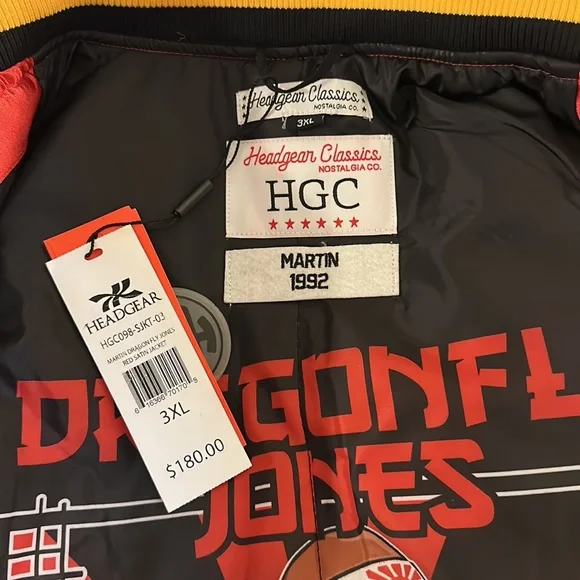 Headgear Classics
NOSTALGIA CO.
3XL
Headgear Classics
NOSTALGIA CO.
HGC
MARTIN
1992
HEADGEAR
HGC098-SJKT-03
MARTIN DRAGON FLY JONES
RED SATIN JACKET
3XL
$180.00
DRAGONFL
JONES